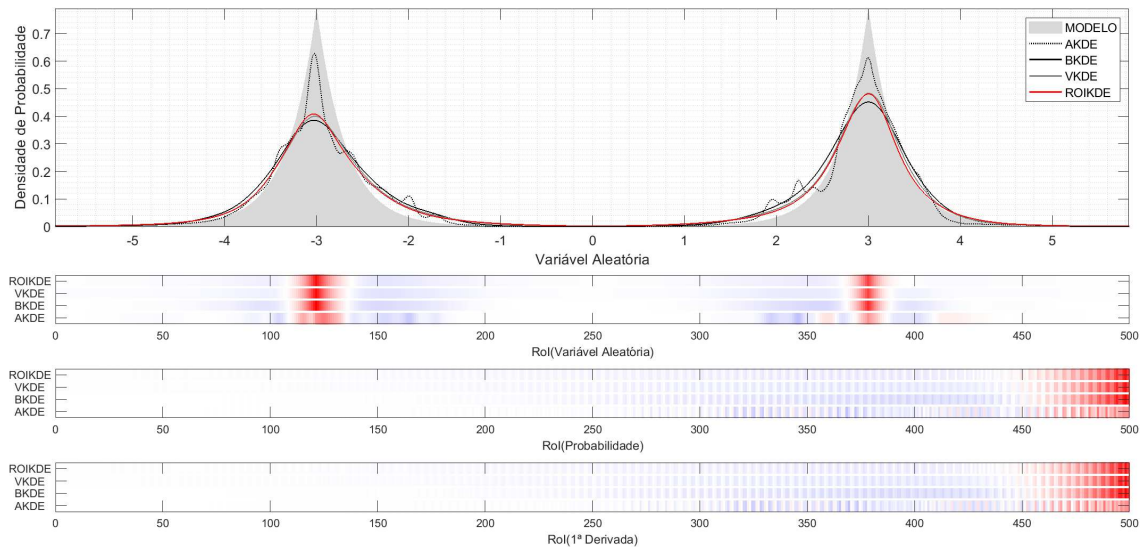 Densidade de Probabilidade
0.7
0.6
0.5
0.4
0.3
0.2
0.1
0
-5 -4 -3 -2 -1 0 1 2 3 4 5
Variável Aleatória
MODELO
AKDE
BKDE
VKDE
ROIKDE
ROIKDE
VKDE
BKDE
AKDE
0 50 100 150 200 250 300 350 400 450 500
RoI(Variável Aleatória)
ROIKDE
VKDE
BKDE
AKDE
0 50 100 150 200 250 300 350 400 450 500
RoI(Probabilidade)
ROIKDE
VKDE
BKDE
AKDE
0 50 100 150 200 250 300 350 400 450 500
RoI(1ª Derivada)